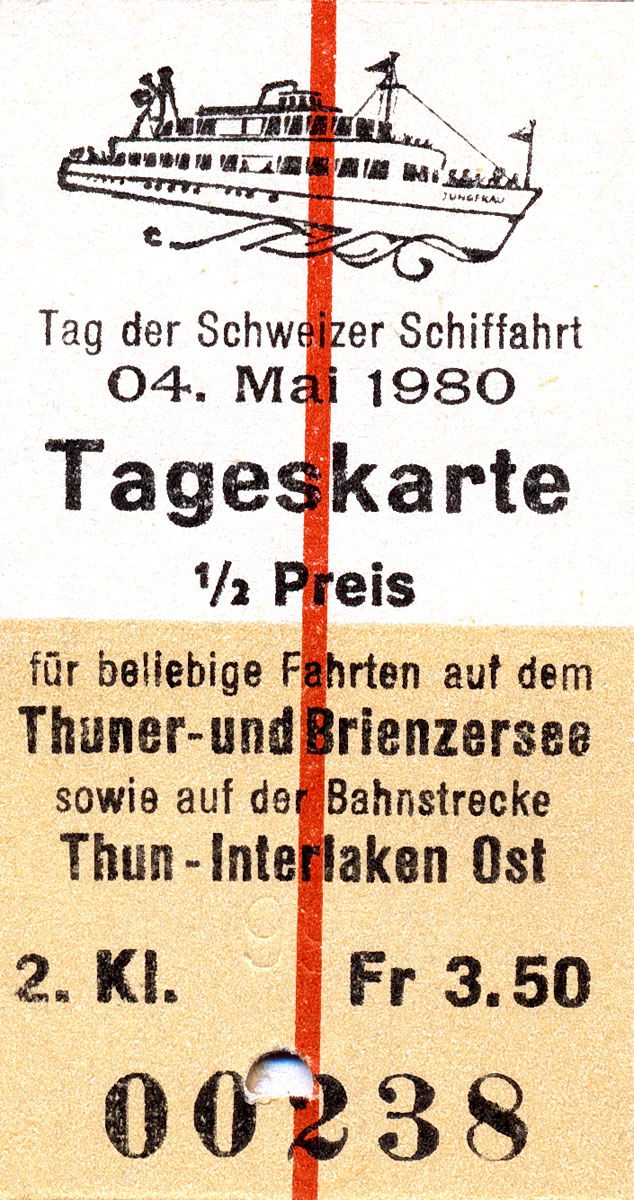 JUNGFRAU
Tag der Schweizer Schiffahrt
04. Mai 1980
Tageskarte
1/2 Preis
für beliebige Fahrten auf dem
Thuner-und Brienzersee
sowie auf der Bahnstrecke
Thun - Interlaken Ost
2. Kl. Fr 3.50
00238